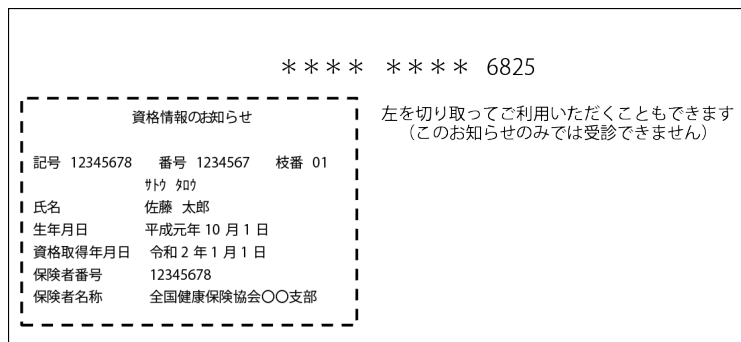 ＊＊＊＊ ＊＊＊＊ 6825
資格情報のお知らせ
左を切り取ってご利用いただくこともできます
（このお知らせのみでは受診できません）
記号 12345678 番号 1234567 枝番 01
ｻﾄｳ ﾀﾛｳ
氏名 佐藤 太郎
生年月日 平成元年 10 月 1 日
資格取得年月日 令和 2 年 1 月 1 日
保険者番号 12345678
保険者名称 全国健康保険協会〇〇支部